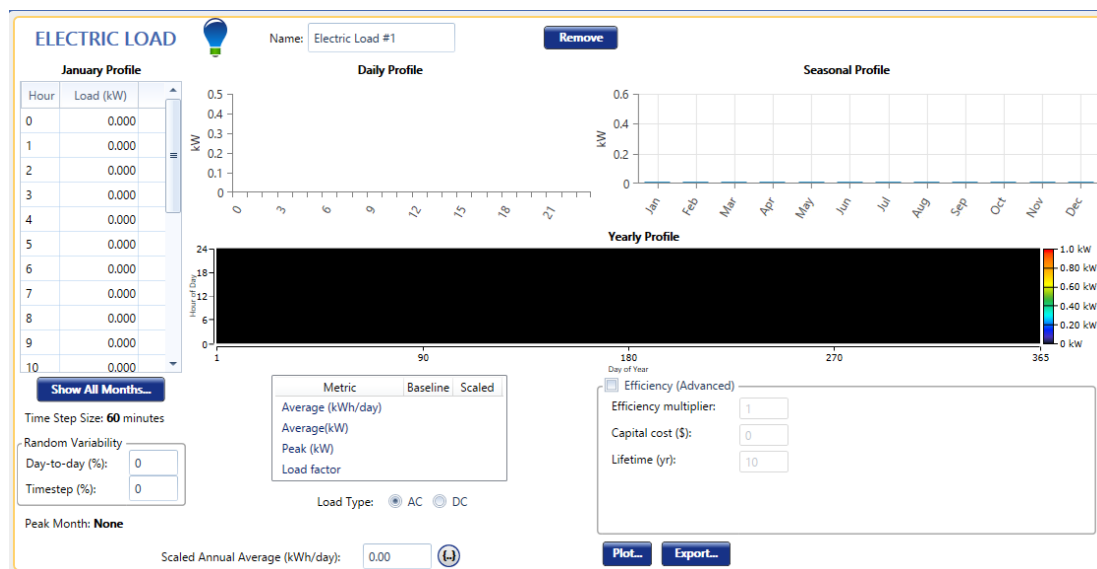 ELECTRIC LOAD
Name: Electric Load #1
Remove
January Profile
Hour Load (kW)
0 0.000
1 0.000
2 0.000
3 0.000
4 0.000
5 0.000
6 0.000
7 0.000
8 0.000
9 0.000
10 0.000
Show All Months...
Time Step Size: 60 minutes
Random Variability
Day-to-day (%): 0
Timestep (%): 0
Peak Month: None
Daily Profile
kW
0.5
0.4
0.3
0.2
0.1
0
0 3 6 9 12 15 18 21
Seasonal Profile
kW
0.6
0.4
0.2
0
Jan Feb Mar Apr May Jun Jul Aug Sep Oct Nov Dec
Yearly Profile
Hour of Day
24
18
12
6
0
1 90 180 270 365
Day of Year
1.0 kW
0.80 kW
0.60 kW
0.40 kW
0.20 kW
0 kW
Metric Baseline Scaled
Average (kWh/day)
Average(kW)
Peak (kW)
Load factor
Load Type: AC DC
Scaled Annual Average (kWh/day): 0.00 {..}
Efficiency (Advanced)
Efficiency multiplier: 1
Capital cost ($): 0
Lifetime (yr): 10
Plot... Export...